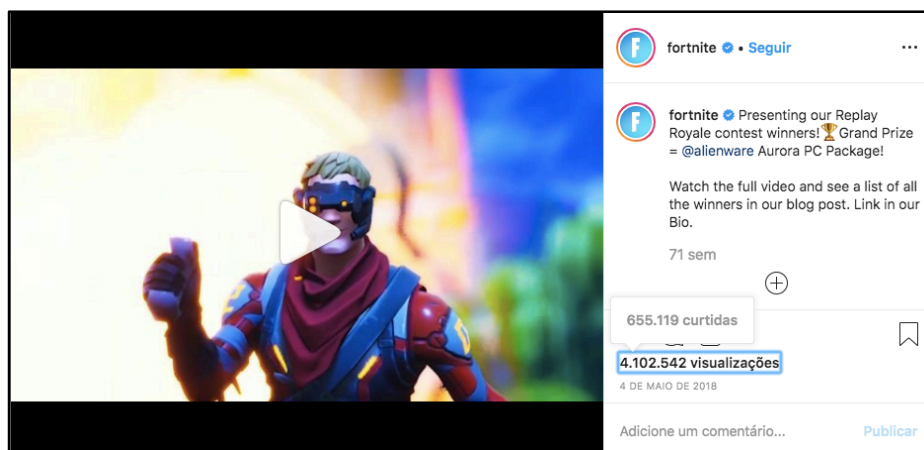 fortnite • Seguir
fortnite Presenting our Replay
Royale contest winners!🏆Grand Prize
= @alienware Aurora PC Package!
Watch the full video and see a list of all
the winners in our blog post. Link in our
Bio.
71 sem
655.119 curtidas
4.102.542 visualizações
4 DE MAIO DE 2018
Adicione um comentário... Publicar